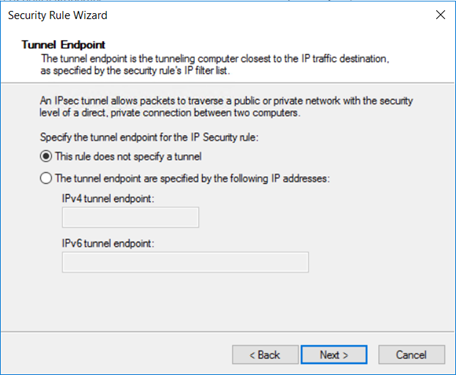 Security Rule Wizard
Tunnel Endpoint
The tunnel endpoint is the tunneling computer closest to the IP traffic destination,
as specified by the security rule's IP filter list.
An IPsec tunnel allows packets to traverse a public or private network with the security
level of a direct, private connection between two computers.
Specify the tunnel endpoint for the IP Security rule:
This rule does not specify a tunnel
The tunnel endpoint are specified by the following IP addresses:
IPv4 tunnel endpoint:
IPv6 tunnel endpoint:
< Back Next > Cancel